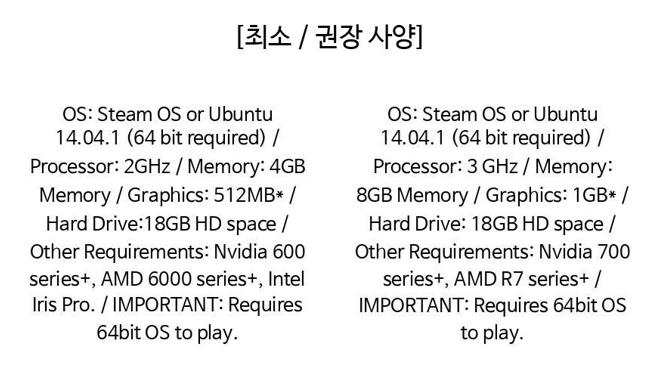 [최소 / 권장 사양]
OS: Steam OS or Ubuntu
14.04.1 (64 bit required) /
Processor: 2GHz / Memory: 4GB
Memory / Graphics: 512MB* /
Hard Drive:18GB HD space /
Other Requirements: Nvidia 600
series+, AMD 6000 series+, Intel
Iris Pro. / IMPORTANT: Requires
64bit OS to play.
OS: Steam OS or Ubuntu
14.04.1 (64 bit required) /
Processor: 3 GHz / Memory:
8GB Memory / Graphics: 1GB* /
Hard Drive: 18GB HD space /
Other Requirements: Nvidia 700
series+, AMD R7 series+ /
IMPORTANT: Requires 64bit OS
to play.